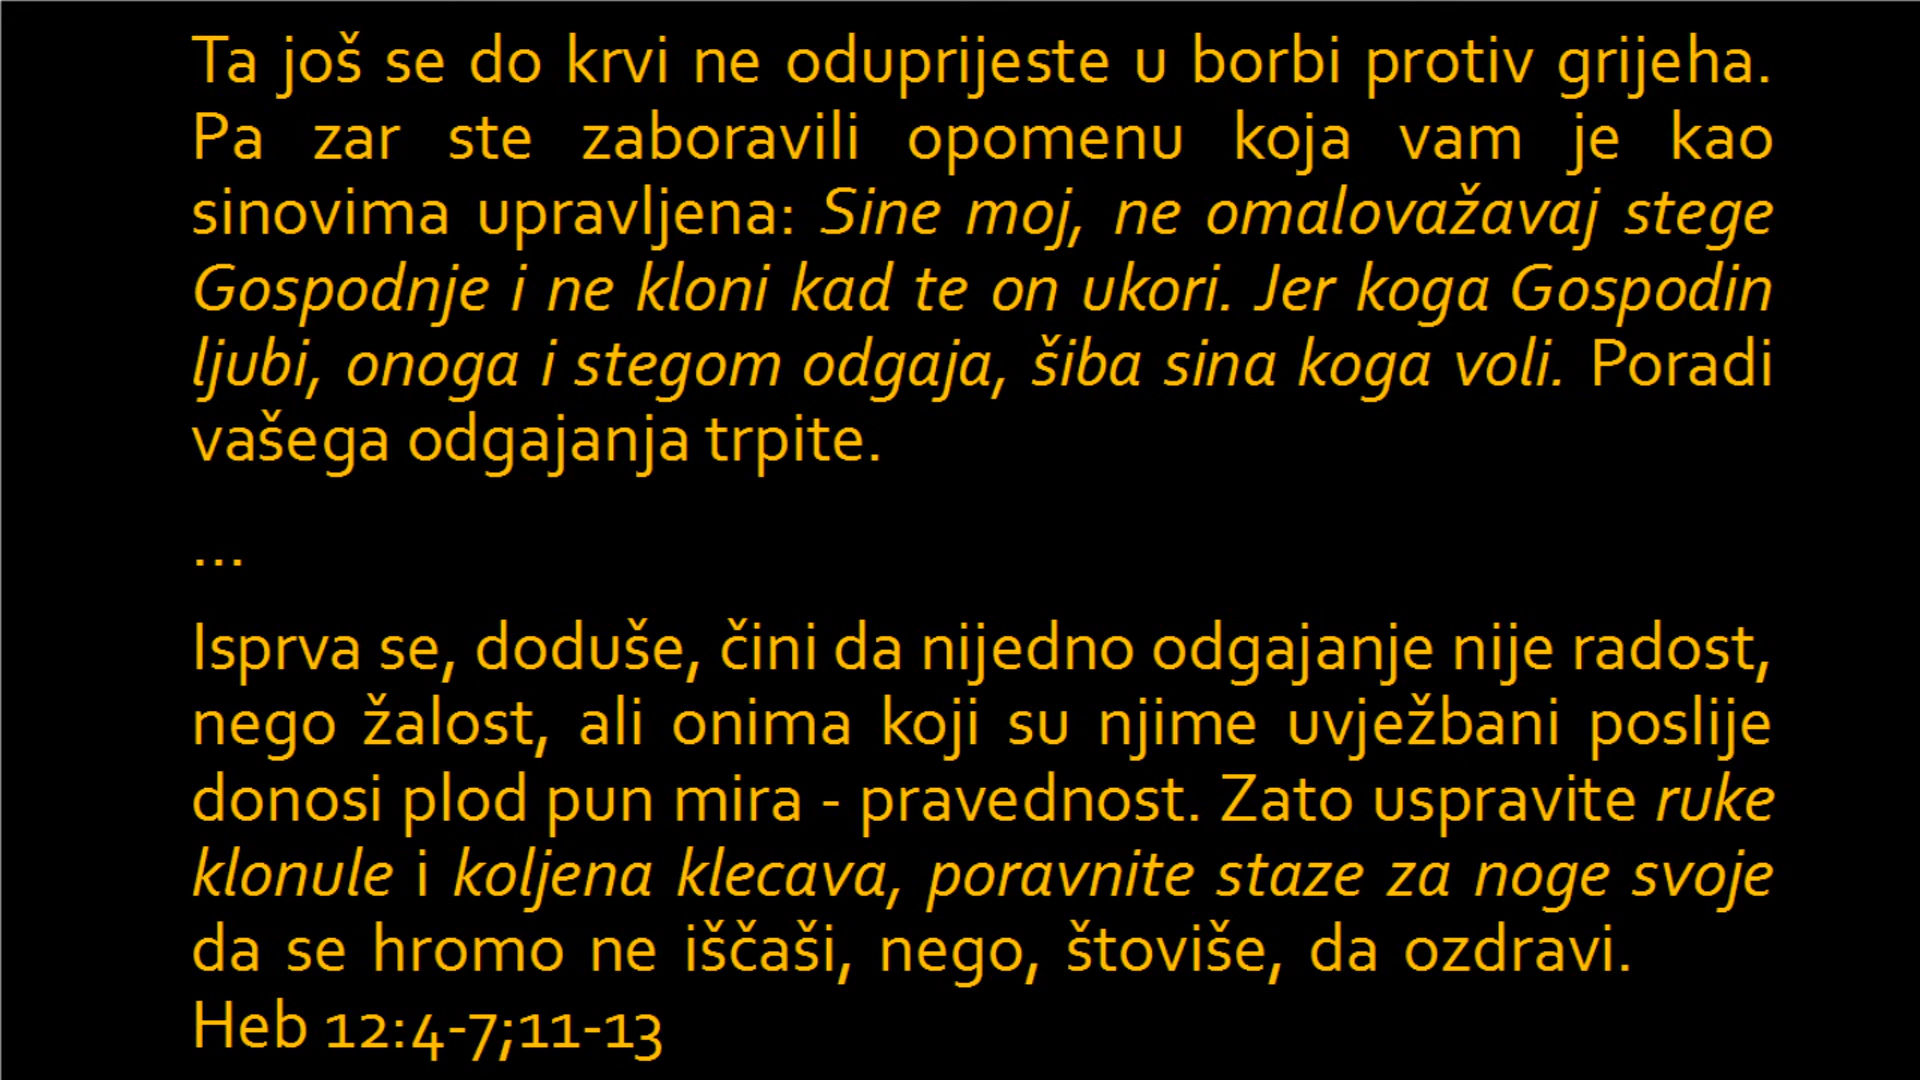 Ta još se do krvi ne oduprijeste u borbi protiv grijeha.
Pa zar ste zaboravili opomenu koja vam je kao
sinovima upravljena: Sine moj, ne omalovažavaj stege
Gospodnje i ne kloni kad te on ukori. Jer koga Gospodin
ljubi, onoga i stegom odgaja, šiba sina koga voli. Poradi
vašega odgajanja trpite.
...
Isprva se, doduše, čini da nijedno odgajanje nije radost,
nego žalost, ali onima koji su njime uvježbani poslije
donosi plod pun mira - pravednost. Zato uspravite ruke
klonule i koljena klecava, poravnite staze za noge svoje
da se hromo ne iščaši, nego, štoviše, da ozdravi.
Heb 12:4-7;11-13